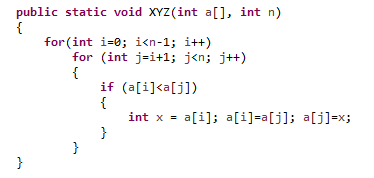 public static void XYZ(int a[], int n)
{
    for(int i=0; i<n-1; i++)
        for (int j=i+1; j<n; j++)
        {
            if (a[i]<a[j])
            {
                int x = a[i]; a[i]=a[j]; a[j]=x;
            }
        }
}